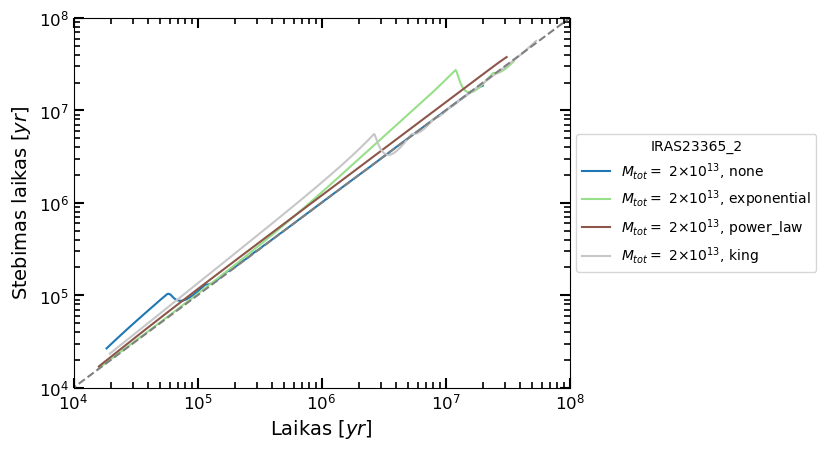 10^8
10^7
10^6
10^5
10^4
Stebimas laikas [yr]
10^4 10^5 10^6 10^7 10^8
Laikas [yr]
IRAS23365_2
M_tot = 2×10^13, none
M_tot = 2×10^13, exponential
M_tot = 2×10^13, power_law
M_tot = 2×10^13, king